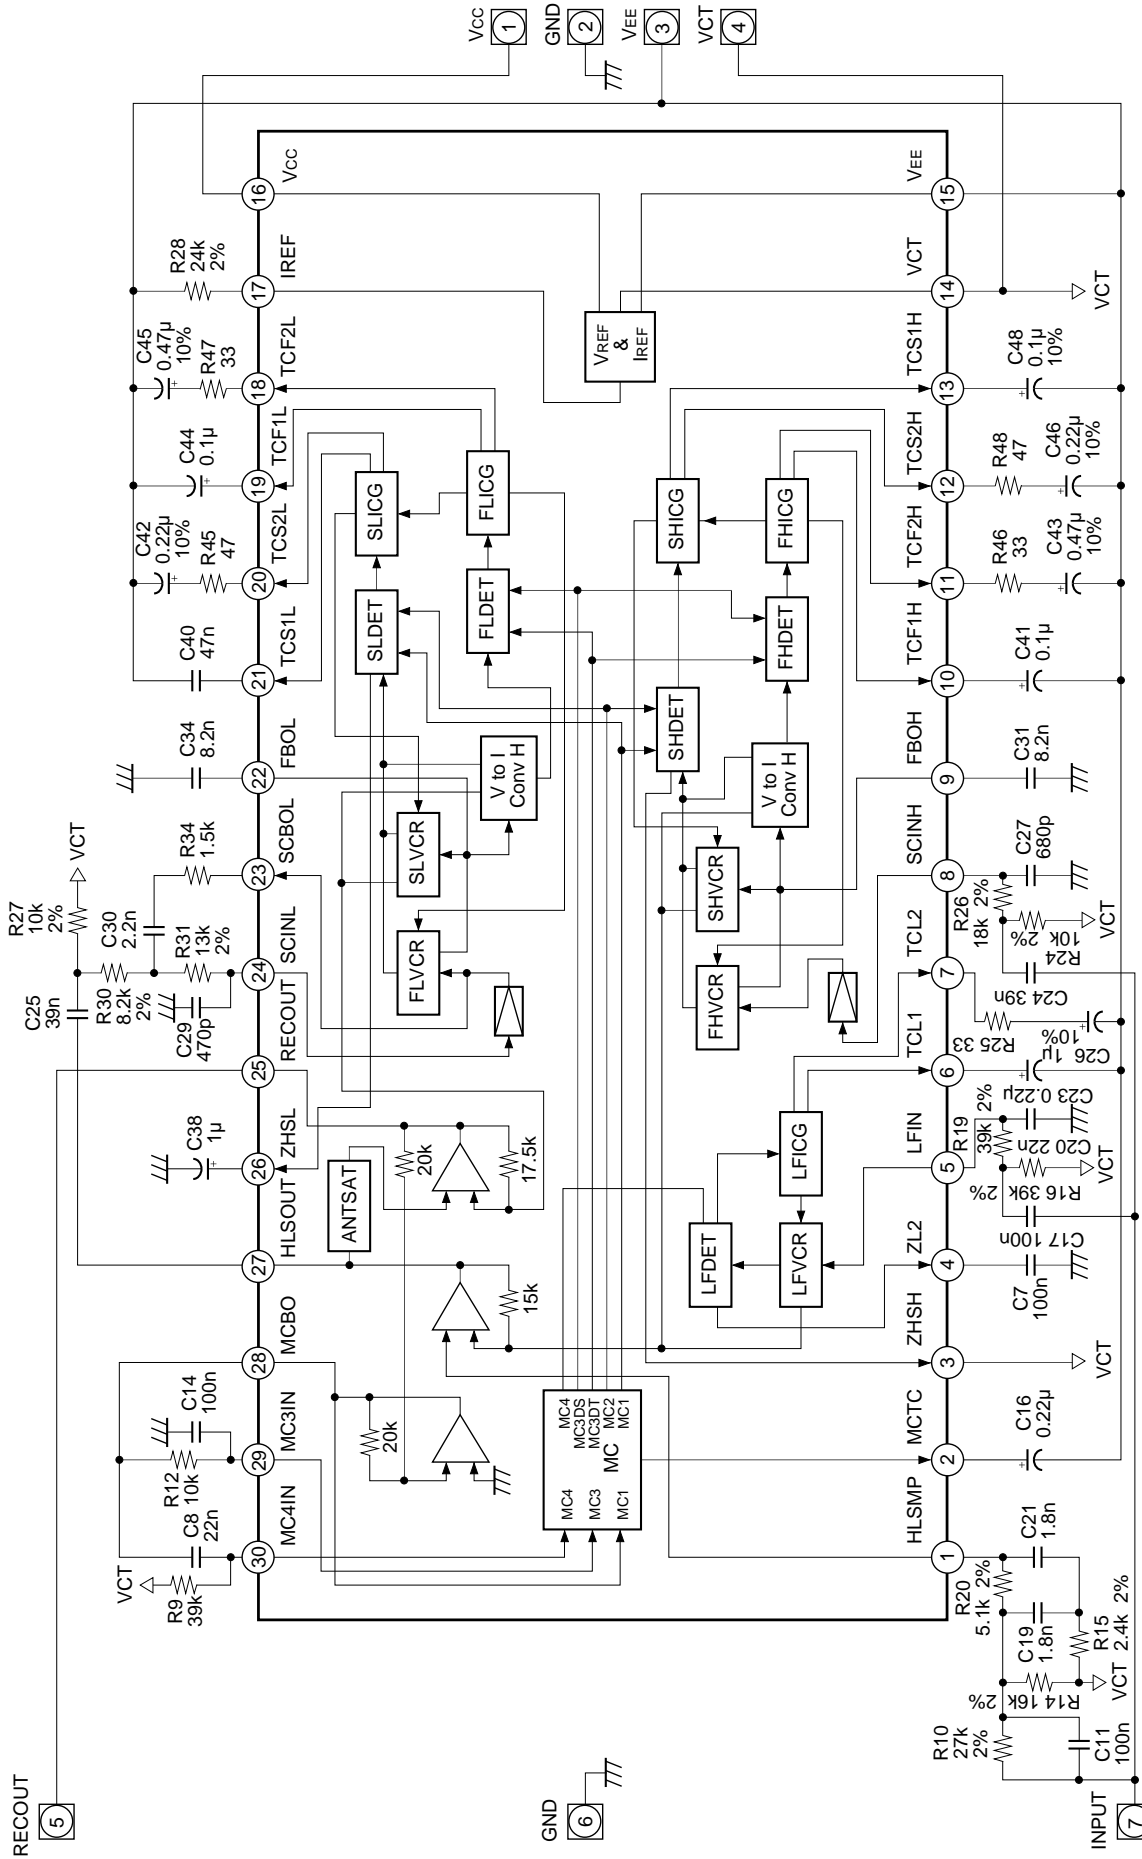 RECOUT
5
GND
6
INPUT
7
VCC
1
GND
2
VEE
3
VCT
4
VCT
R9
39k
C8
22n
R12
10k
C14
100n
C38
1μ
C25
39n
R27
10k
2%
VCT
R30
8.2k
2%
C30
2.2n
R31
13k
2%
C29
470p
R34
1.5k
C34
8.2n
C40
47n
C42
0.22μ
10%
R45
47
C44
0.1μ
C45
0.47μ
10%
R47
33
R28
24k
2%
30
MC4IN
29
MC3IN
28
MCBO
27
HLSOUT
26
ZHSL
25
RECOUT
24
SCINL
23
SCBOL
22
FBOL
21
TCS1L
20
TCS2L
19
TCF1L
18
TCF2L
17
IREF
16
VCC
20k
15k
ANTSAT
20k
17.5k
FLVCR
SLVCR
V to I
Conv H
SLDET
SLICG
FLDET
FLICG
VREF
&
IREF
MC4
MC3
MC1
MC
MC4
MC3DS
MC3DT
MC2
MC1
LFDET
LFVCR
LFICG
FHVCR
SHVCR
V to I
Conv H
SHDET
SHICG
FHDET
FHICG
HLSMP
1
MCTC
2
ZHSH
3
ZL2
4
LFIN
5
TCL1
6
TCL2
7
SCINH
8
FBOH
9
TCF1H
10
TCF2H
11
TCS2H
12
TCS1H
13
VCT
14
VEE
15
R10
27k
2%
C11
100n
R14 16k
2%
VCT
R15
2.4k 2%
C19
1.8n
R20
5.1k 2%
C21
1.8n
C16
0.22μ
VCT
C7
100n
C17 100n
R16 39k
2%
VCT
R19
39k 2%
C20 22n
C23 0.22μ
C26 1μ
10%
R25 33
C24 39n
R24
10k
2%
VCT
R26
18k 2%
C27
680p
C31
8.2n
C41
0.1μ
R46
33
C43
0.47μ
10%
R48
47
C46
0.22μ
10%
C48
0.1μ
10%
VCT